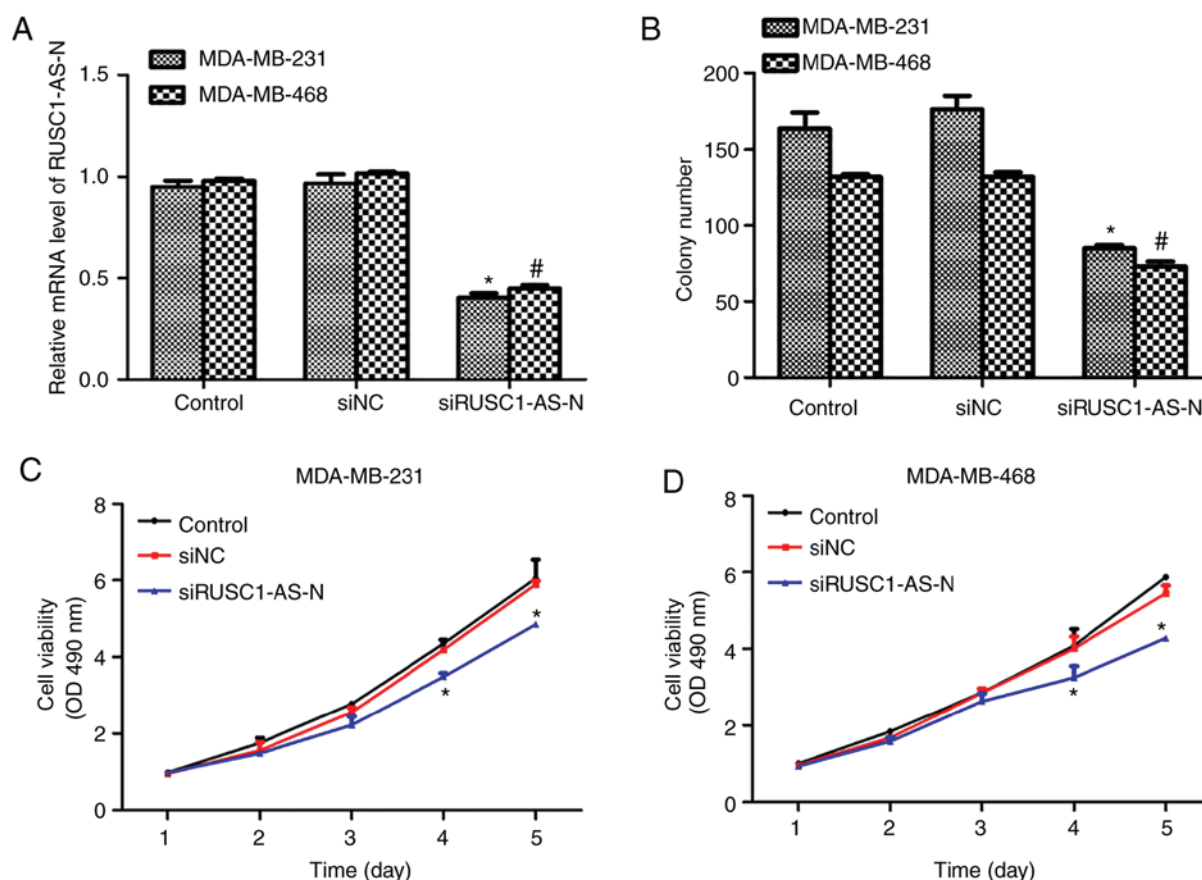 A
MDA-MB-231
MDA-MB-468
Relative mRNA level of RUSC1-AS-N
1.5
1.0
0.5
0.0
Control
siNC
siRUSC1-AS-N
*
#
B
MDA-MB-231
MDA-MB-468
Colony number
200
150
100
50
0
Control
siNC
siRUSC1-AS-N
*
#
C
MDA-MB-231
Control
siNC
siRUSC1-AS-N
Cell viability
(OD 490 nm)
8
6
4
2
0
*
*
1 2 3 4 5
Time (day)
D
MDA-MB-468
Control
siNC
siRUSC1-AS-N
Cell viability
(OD 490 nm)
8
6
4
2
0
*
*
1 2 3 4 5
Time (day)